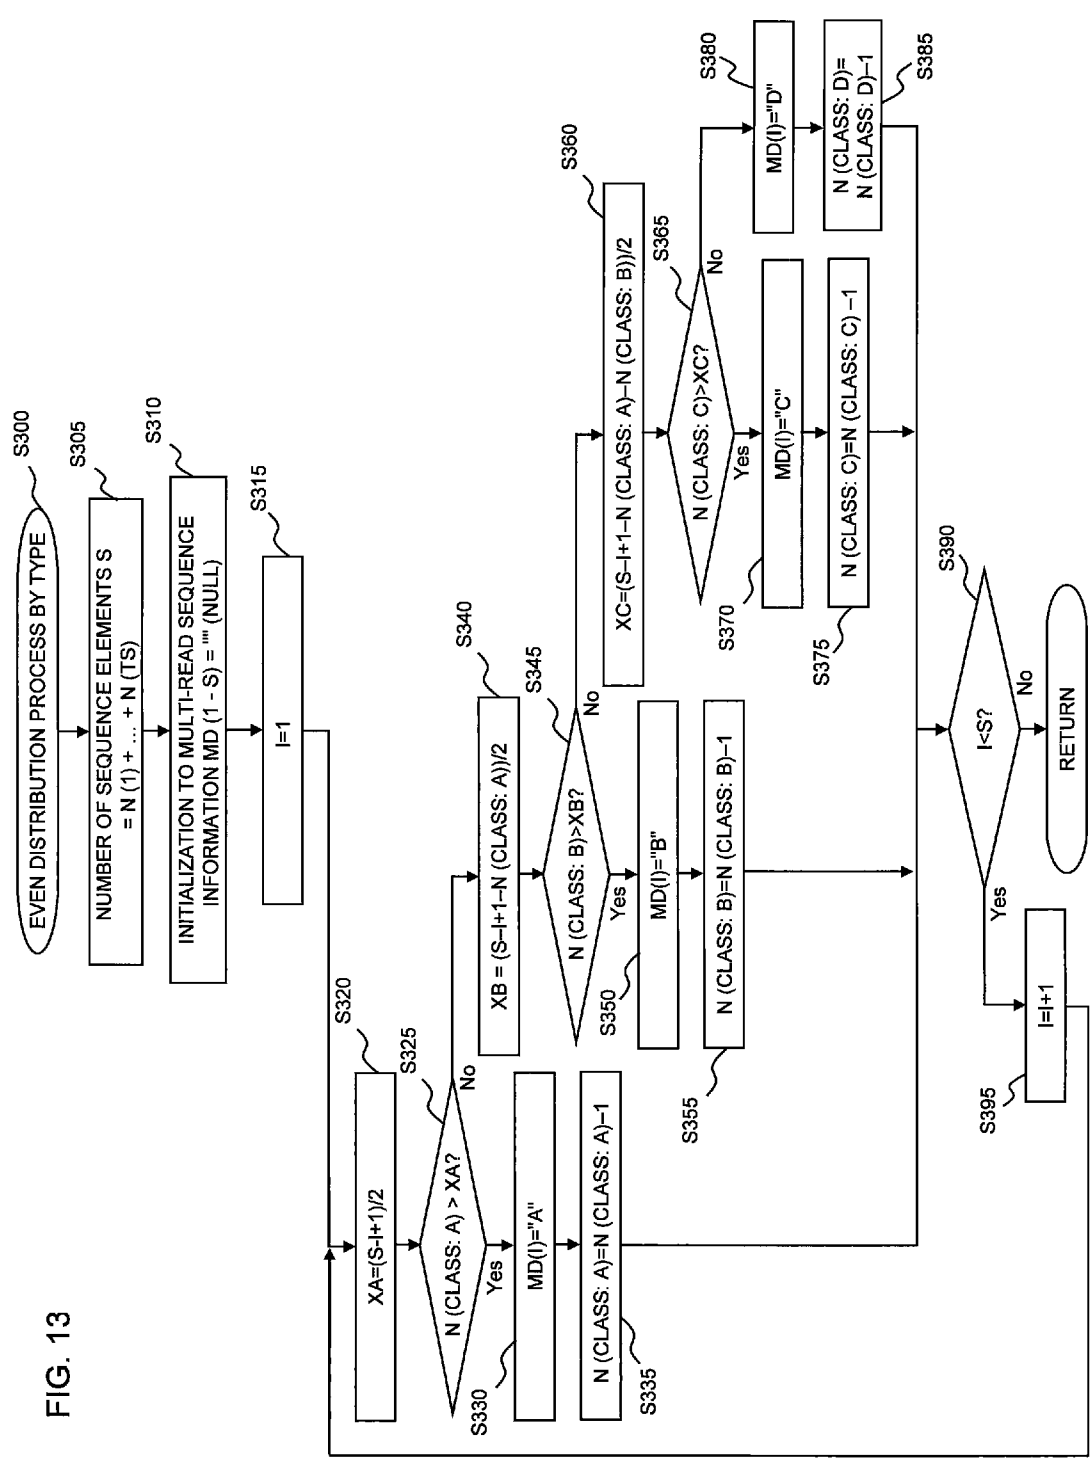 FIG. 13
EVEN DISTRIBUTION PROCESS BY TYPE
S300
NUMBER OF SEQUENCE ELEMENTS S
= N (1) + ... + N (TS)
S305
INITIALIZATION TO MULTI-READ SEQUENCE
INFORMATION MD (1 - S) = "" (NULL)
S310
I=1
S315
XA=(S-I+1)/2
S320
N (CLASS: A) > XA?
S325
Yes
No
MD(I)="A"
S330
N (CLASS: A)=N (CLASS: A)–1
S335
XB = (S–I+1–N (CLASS: A))/2
S340
N (CLASS: B)>XB?
S345
Yes
No
MD(I)="B"
S350
N (CLASS: B)=N (CLASS: B)-1
S355
XC=(S–I+1–N (CLASS: A)–N (CLASS: B))/2
S360
N (CLASS: C)>XC?
S365
Yes
No
MD(I)="C"
S370
N (CLASS: C)=N (CLASS: C) –1
S375
MD(I)="D"
S380
N (CLASS: D)=
N (CLASS: D)–1
S385
I<S?
S390
Yes
No
I=I+1
S395
RETURN